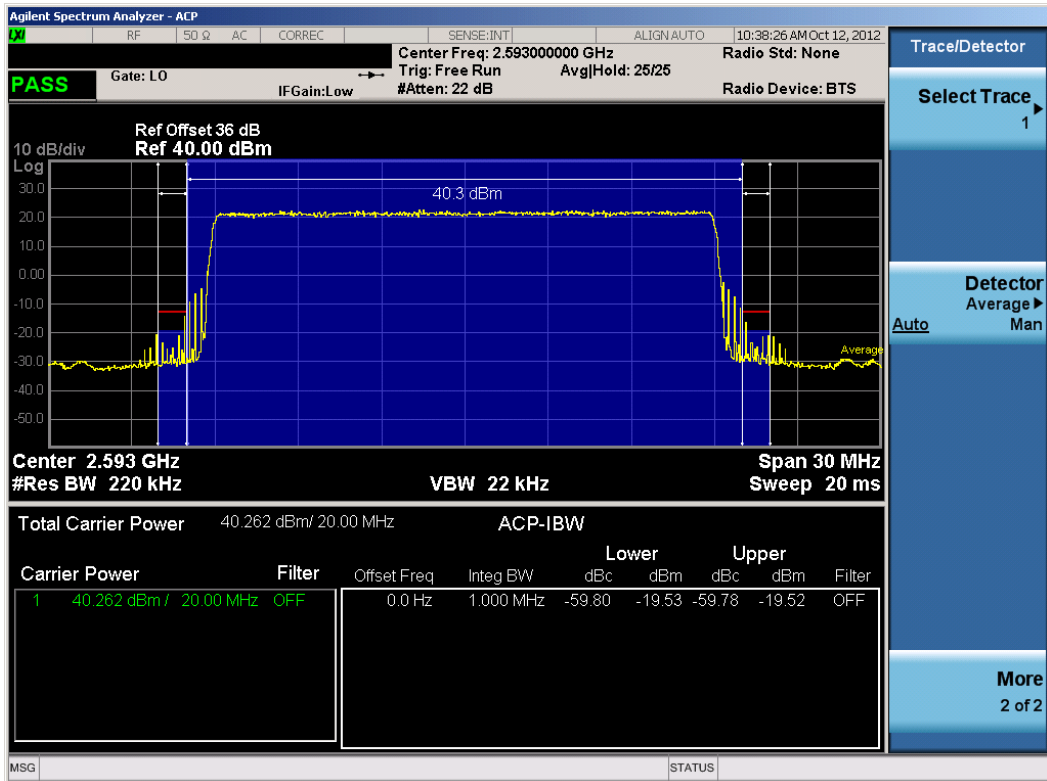 Agilent Spectrum Analyzer - ACP
LXI RF 50 Ω AC CORREC SENSE:INT ALIGN AUTO 10:38:26 AM Oct 12, 2012
Center Freq: 2.593000000 GHz Radio Std: None
PASS Gate: LO Trig: Free Run Avg|Hold: 25/25
IFGain:Low #Atten: 22 dB Radio Device: BTS
Ref Offset 36 dB
10 dB/div Ref 40.00 dBm
Log
30.0
40.3 dBm
20.0
10.0
0.00
-10.0
-20.0
Average
-30.0
-40.0
-50.0
Center 2.593 GHz Span 30 MHz
#Res BW 220 kHz VBW 22 kHz Sweep 20 ms
Total Carrier Power 40.262 dBm/ 20.00 MHz ACP-IBW
Lower Upper
Carrier Power Filter Offset Freq Integ BW dBc dBm dBc dBm Filter
1 40.262 dBm / 20.00 MHz OFF 0.0 Hz 1.000 MHz -59.80 -19.53 -59.78 -19.52 OFF
MSG STATUS
Trace/Detector
Select Trace
1
Detector
Average
Auto Man
More
2 of 2